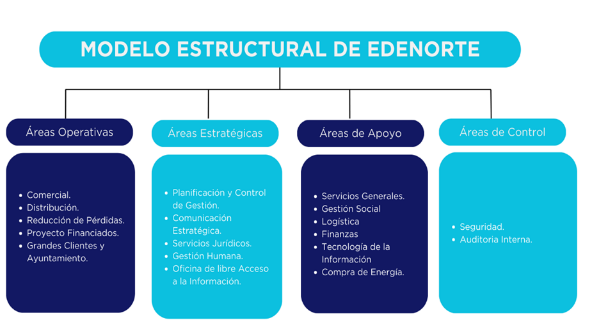 MODELO ESTRUCTURAL DE EDENORTE
Áreas Operativas
• Comercial.
• Distribución.
• Reducción de Pérdidas.
• Proyecto Financiados.
• Grandes Clientes y
Ayuntamiento.
Áreas Estratégicas
• Planificación y Control
de Gestión.
• Comunicación
Estratégica.
• Servicios Jurídicos.
• Gestión Humana.
• Oficina de libre Acceso
a la Información.
Áreas de Apoyo
• Servicios Generales.
• Gestión Social
• Logística
• Finanzas
• Tecnología de la
Información
• Compra de Energía.
Áreas de Control
• Seguridad.
• Auditoria Interna.